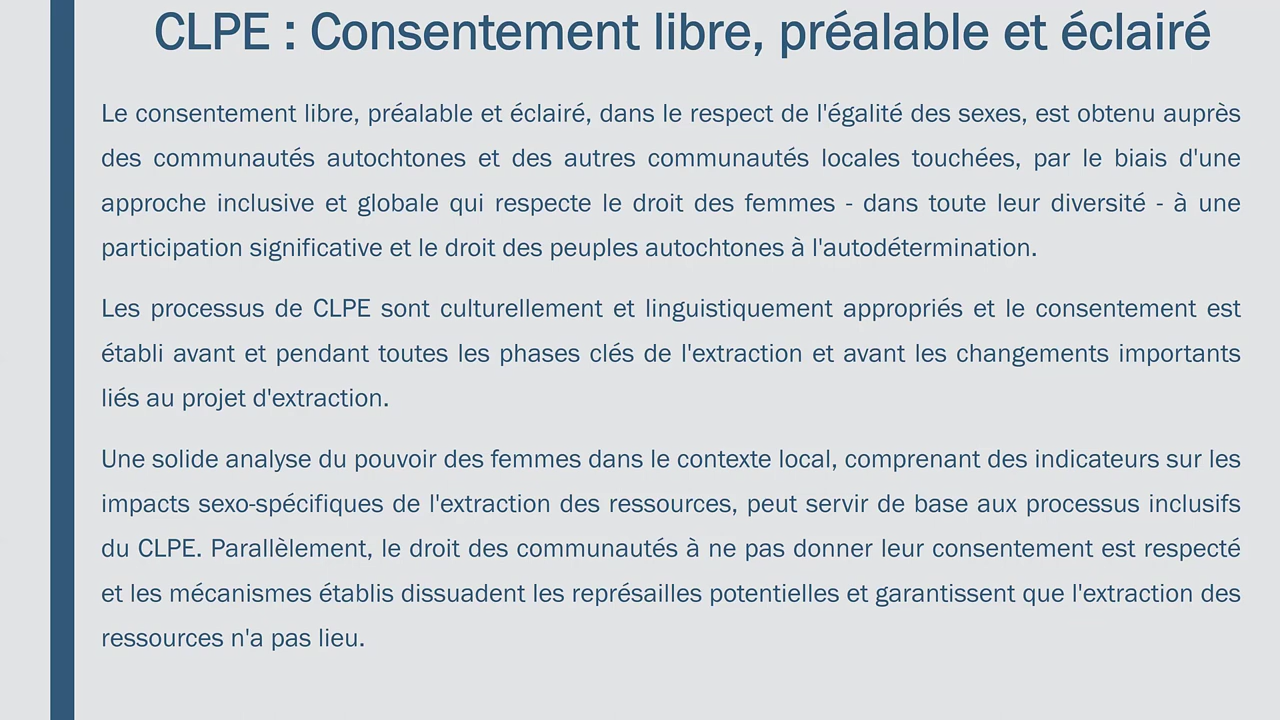 CLPE : Consentement libre, préalable et éclairé
Le consentement libre, préalable et éclairé, dans le respect de l'égalité des sexes, est obtenu auprès
des communautés autochtones et des autres communautés locales touchées, par le biais d'une
approche inclusive et globale qui respecte le droit des femmes - dans toute leur diversité - à une
participation significative et le droit des peuples autochtones à l'autodétermination.
Les processus de CLPE sont culturellement et linguistiquement appropriés et le consentement est
établi avant et pendant toutes les phases clés de l'extraction et avant les changements importants
liés au projet d'extraction.
Une solide analyse du pouvoir des femmes dans le contexte local, comprenant des indicateurs sur les
impacts sexo-spécifiques de l'extraction des ressources, peut servir de base aux processus inclusifs
du CLPE. Parallèlement, le droit des communautés à ne pas donner leur consentement est respecté
et les mécanismes établis dissuadent les représailles potentielles et garantissent que l'extraction des
ressources n'a pas lieu.